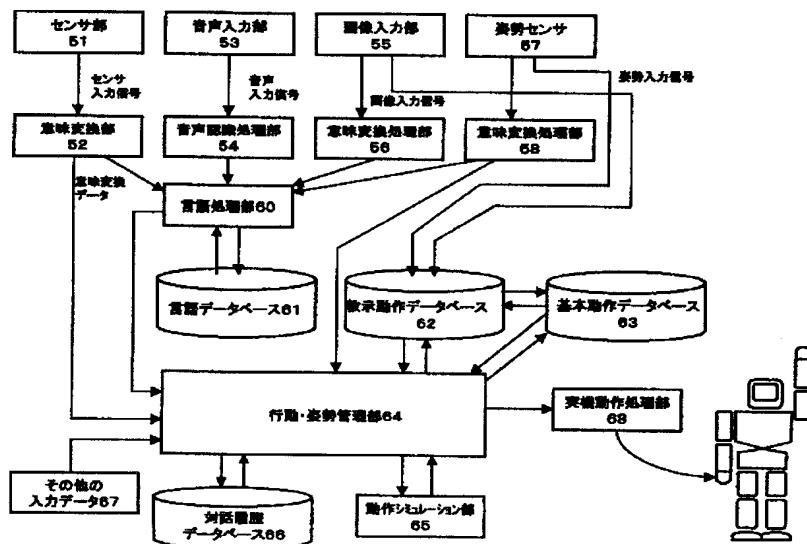 センサ部
51
音声入力部
53
画像入力部
55
姿勢センサ
57
センサ
入力信号
音声
入力信号
画像入力信号
姿勢入力信号
意味変換部
52
音声認識処理部
54
意味変換処理部
56
意味変換処理部
58
意味変換
データ
言語処理部60
言語データベース61
教示動作データベース
62
基本動作データベース
63
行動・姿勢管理部64
実機動作処理部
68
その他の
入力データ67
対話履歴
データベース66
動作シミュレーション部
65